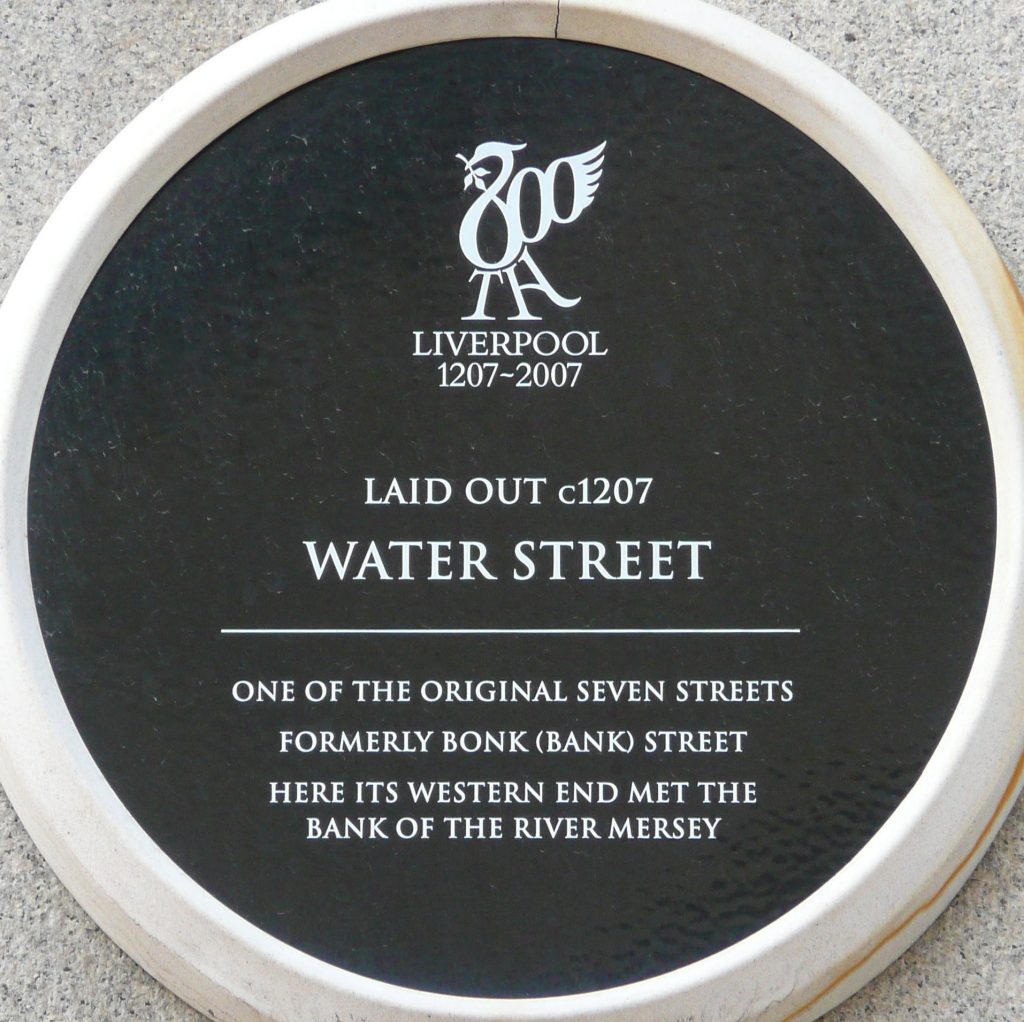 800
LIVERPOOL
1207~2007
LAID OUT c1207
WATER STREET
ONE OF THE ORIGINAL SEVEN STREETS
FORMERLY BONK (BANK) STREET
HERE ITS WESTERN END MET THE
BANK OF THE RIVER MERSEY